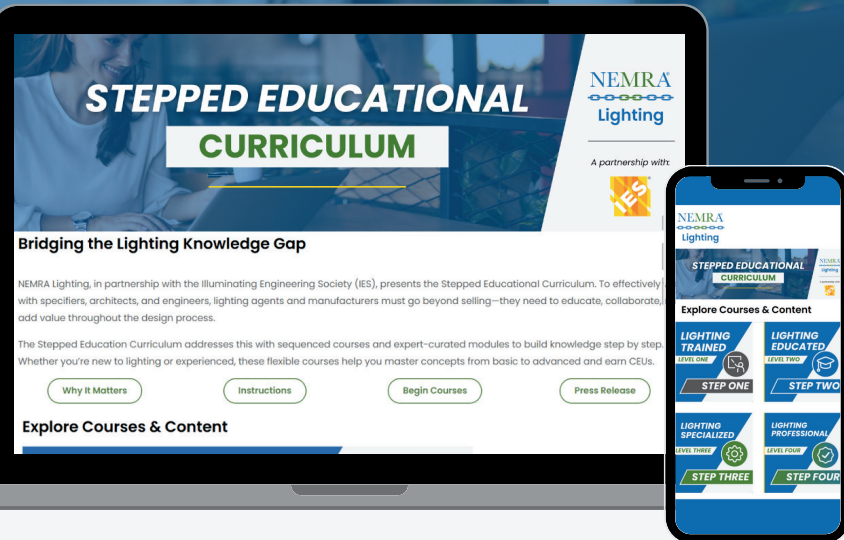 STEPPED EDUCATIONAL
CURRICULUM
NEMRA
Lighting
A partnership with:
IES
Bridging the Lighting Knowledge Gap
NEMRA Lighting, in partnership with the Illuminating Engineering Society (IES), presents the Stepped Educational Curriculum. To effectively
with specifiers, architects, and engineers, lighting agents and manufacturers must go beyond selling—they need to educate, collaborate,
add value throughout the design process.
The Stepped Education Curriculum addresses this with sequenced courses and expert-curated modules to build knowledge step by step.
Whether you're new to lighting or experienced, these flexible courses help you master concepts from basic to advanced and earn CEUs.
Why It Matters
Instructions
Begin Courses
Press Release
Explore Courses & Content
NEMRA
Lighting
STEPPED EDUCATIONAL
CURRICULUM
NEMRA
Lighting
Explore Courses & Content
LIGHTING
TRAINED
LEVEL ONE
STEP ONE
LIGHTING
EDUCATED
LEVEL TWO
STEP TWO
LIGHTING
SPECIALIZED
LEVEL THREE
STEP THREE
LIGHTING
PROFESSIONAL
LEVEL FOUR
STEP FOUR